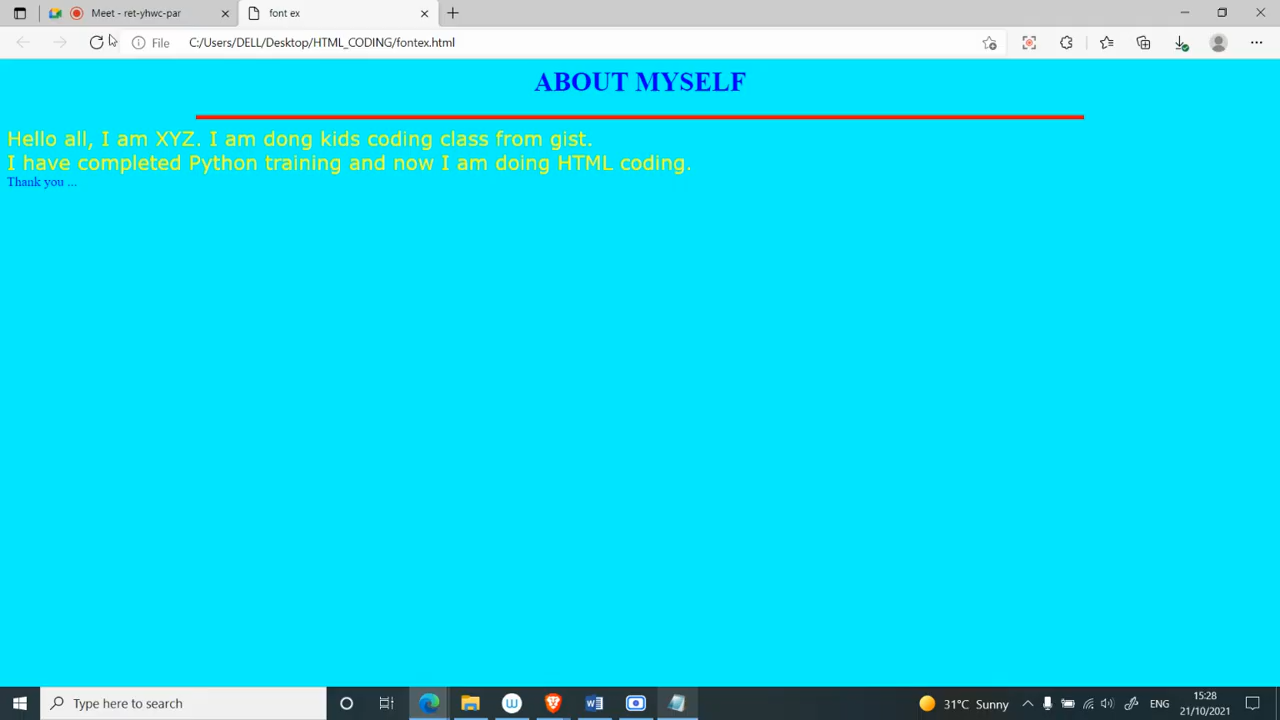 Meet - ret-yhwc-par
font ex
File
C:/Users/DELL/Desktop/HTML_CODING/fontex.html
ABOUT MYSELF
Hello all, I am XYZ. I am dong kids coding class from gist.
I have completed Python training and now I am doing HTML coding.
Thank you ...
Type here to search
31°C Sunny
ENG
15:28
21/10/2021